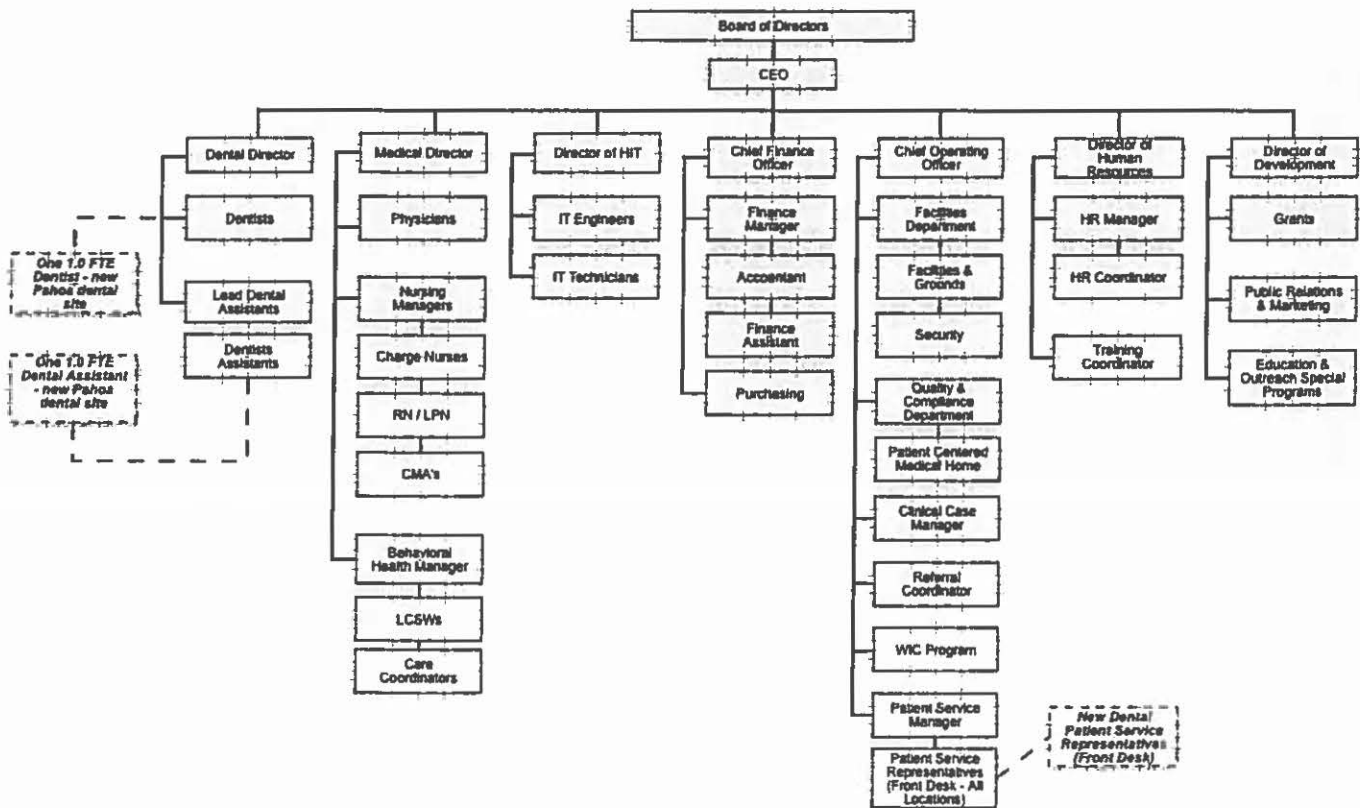 Board of Directors
CEO
Dental Director
Dentists
One 1.0 FTE
Dentist - new
Pahoa dental
site
Lead Dental
Assistants
Dentists
Assistants
One 1.0 FTE
Dental Assistant
- new Pahoa
dental site
Medical Director
Physicians
Nursing
Managers
Charge Nurses
RN / LPN
CMA's
Behavioral
Health Manager
LCSWs
Care
Coordinators
Director of HIT
IT Engineers
IT Technicians
Chief Finance
Officer
Finance
Manager
Accoentant
Finance
Assistant
Purchasing
Chief Operating
Officer
Facilities
Department
Facilities &
Gronds
Security
Quality &
Compliance
Department
Patient Centered
Medical Home
Clinical Case
Manager
Referral
Coordinator
WIC Program
Patient Service
Manager
Patient Service
Representatives
(Front Desk - All
Locations)
New Dental
Patient Service
Representatives
(Front Desk)
Director of
Human
Resources
HR Manager
HR Coordinator
Training
Coordinator
Director of
Development
Grants
Public Relations
& Marketing
Education &
Outreach Special
Programs